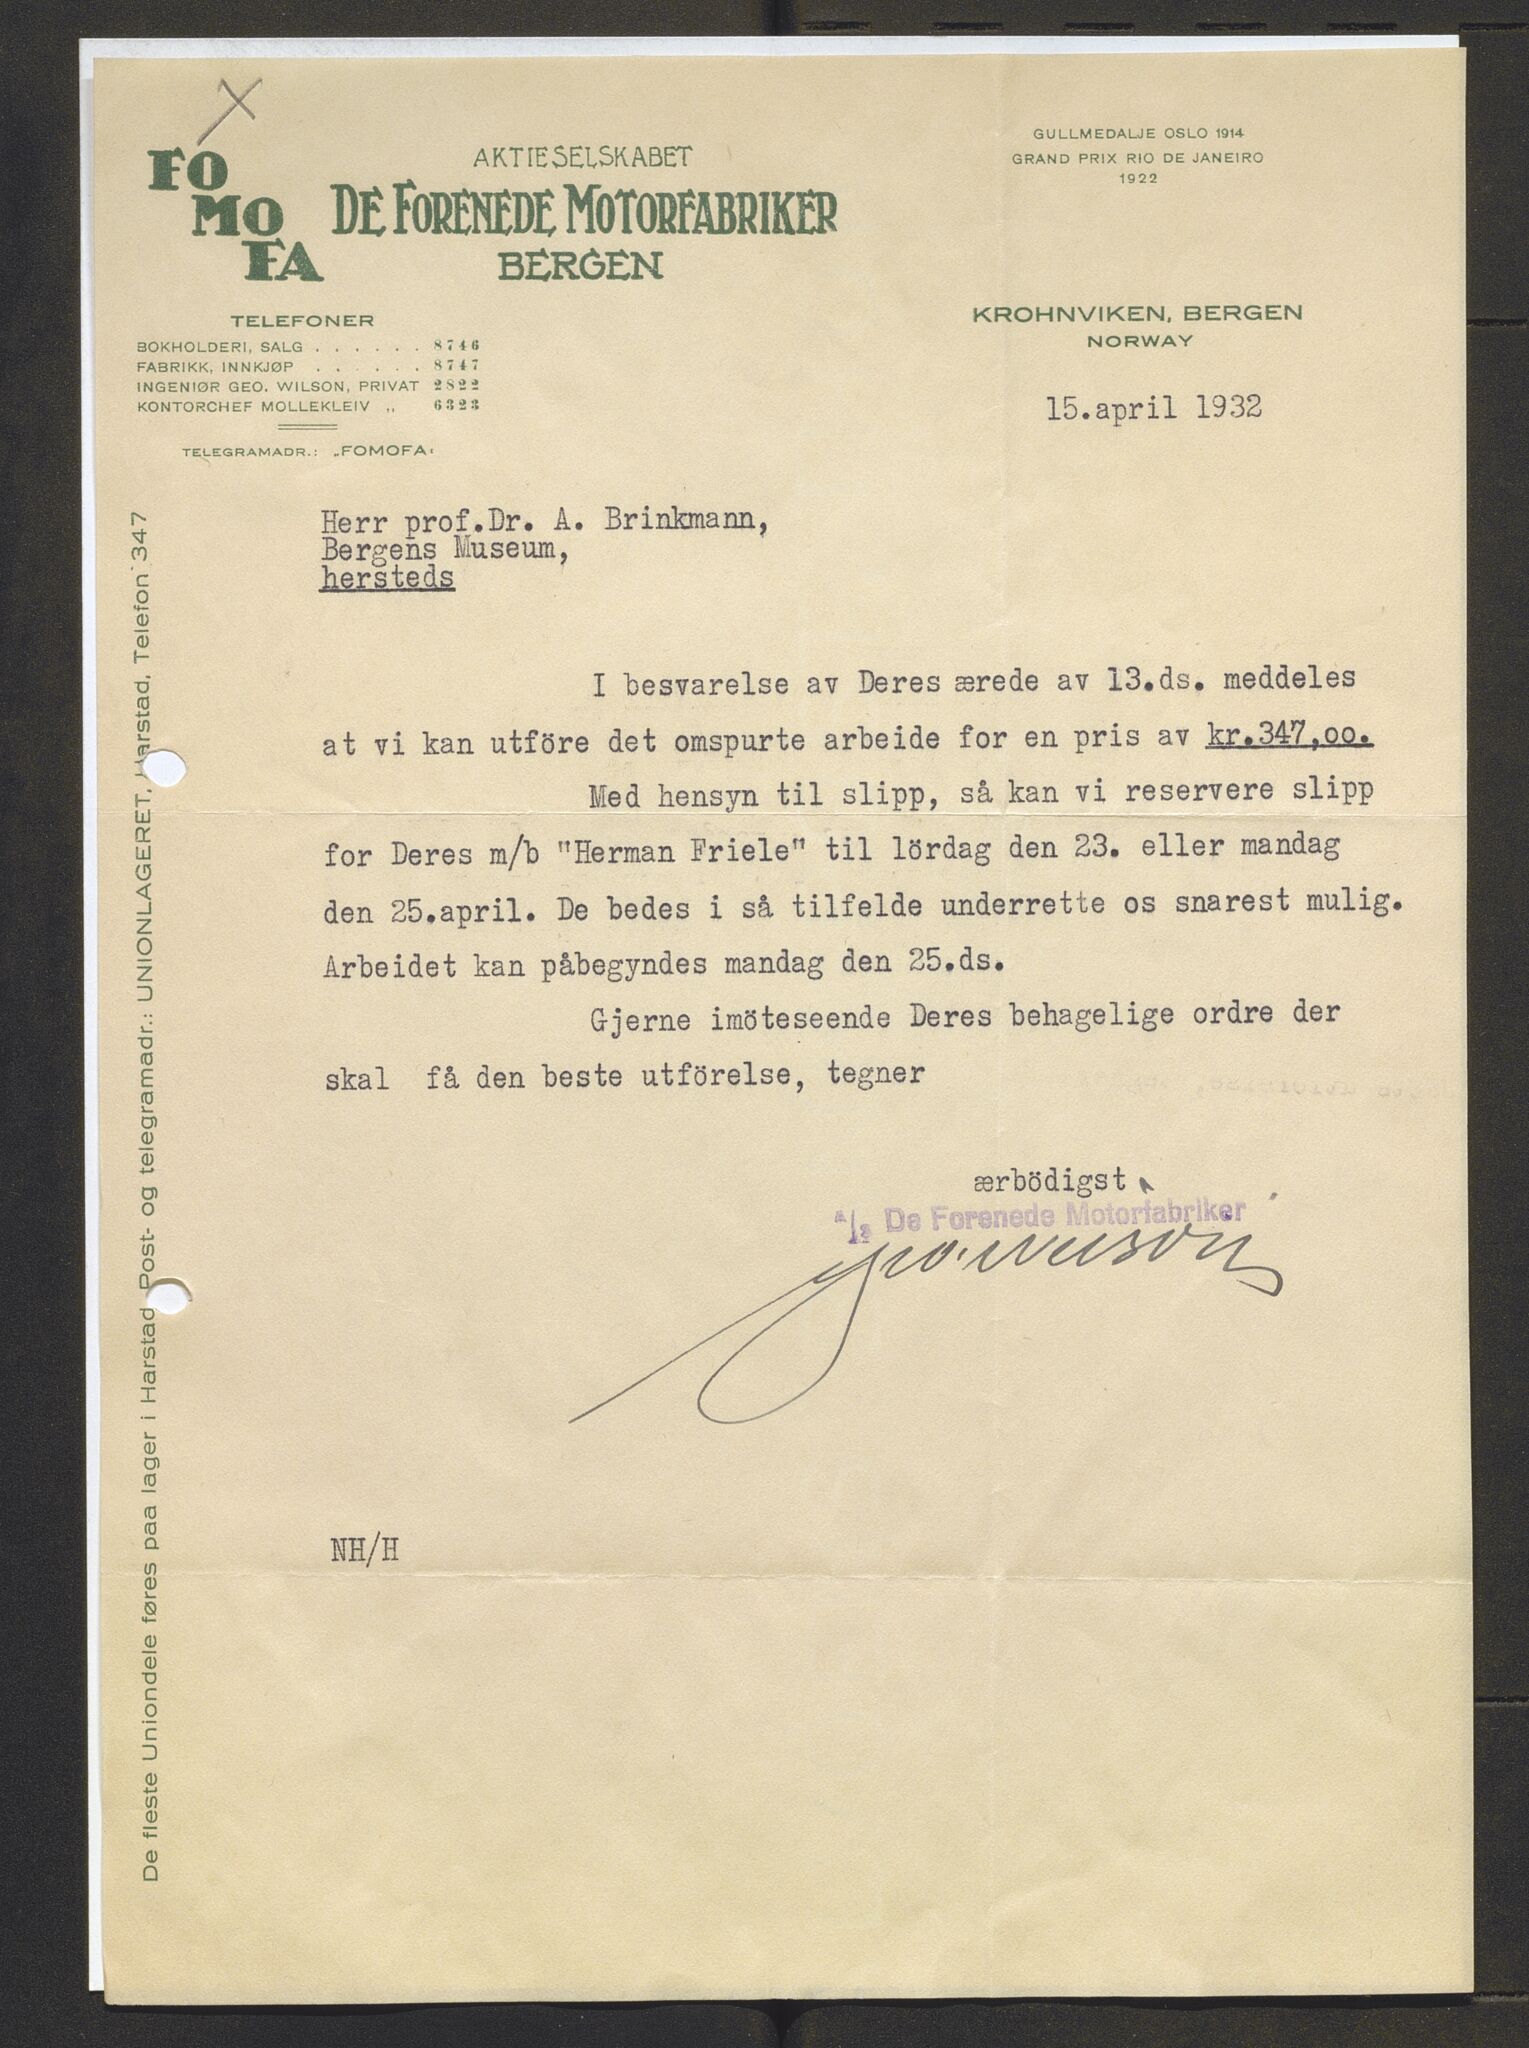 FO
MO
FA
AKTIESELSKABET
DE FORENEDE MOTORFABRIKER
BERGEN
GULLMEDALJE OSLO 1914
GRAND PRIX RIO DE JANEIRO
1922
TELEFONER
BOKHOLDERI, SALG . . . . . . 8746
FABRIKK, INNKJØP . . . . . . 8747
INGENIØR GEO. WILSON, PRIVAT 2822
KONTORCHEF MOLLEKLEIV „ 6323
TELEGRAMADR.: „FOMOFA“
KROHNVIKEN, BERGEN
NORWAY
15.april 1932
De fleste Uniondele føres paa lager i Harstad. Post- og telegramadr.: UNIONLAGERET, Harstad, Telefon 347
Herr prof.Dr. A. Brinkmann,
Bergens Museum,
hersteds
I besvarelse av Deres ærede av 13.ds. meddeles
at vi kan utföre det omspurte arbeide for en pris av kr.347,oo.
Med hensyn til slipp, så kan vi reservere slipp
for Deres m/b "Herman Friele" til lördag den 23. eller mandag
den 25.april. De bedes i så tilfelde underrette os snarest mulig.
Arbeidet kan påbegyndes mandag den 25.ds.
Gjerne imöteseende Deres behagelige ordre der
skal få den beste utförelse, tegner
ærbödigst
A/S De Forenede Motorfabriker
Geo. Wilson
NH/H